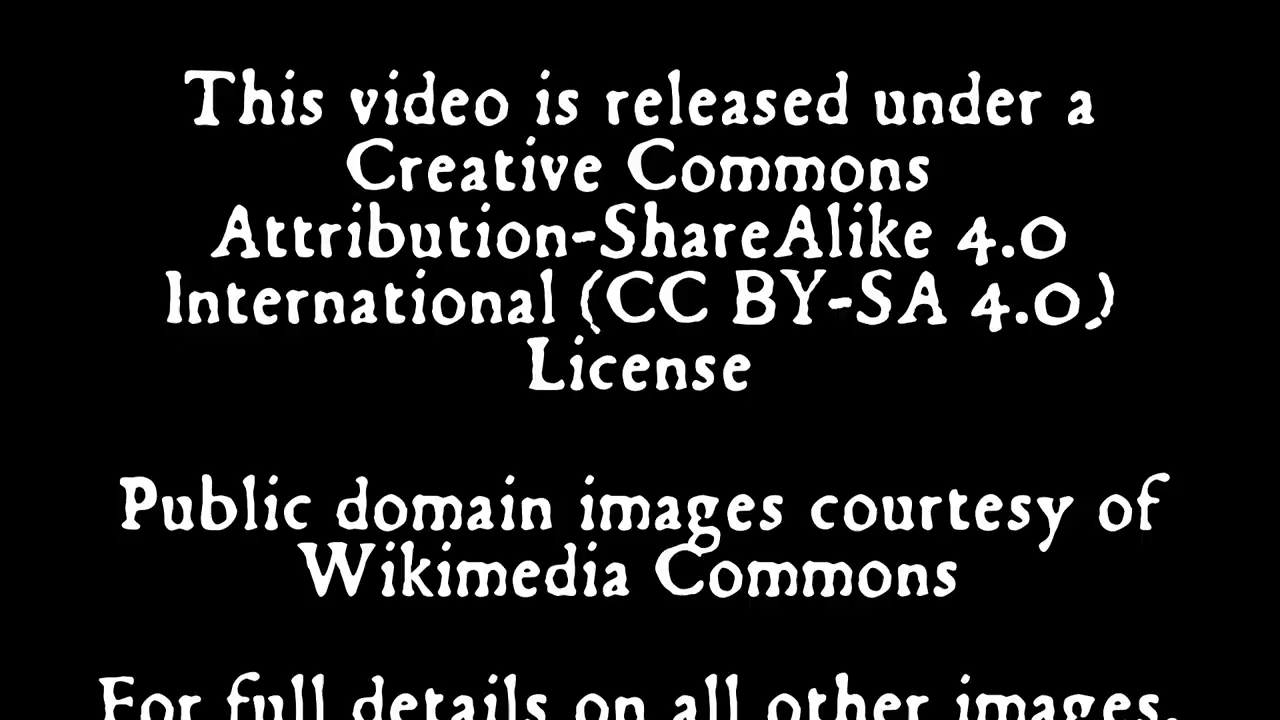 This video is released under a
Creative Commons
Attribution-ShareAlike 4.0
International (CC BY-SA 4.0)
License
Public domain images courtesy of
Wikimedia Commons
For full details on all other images,